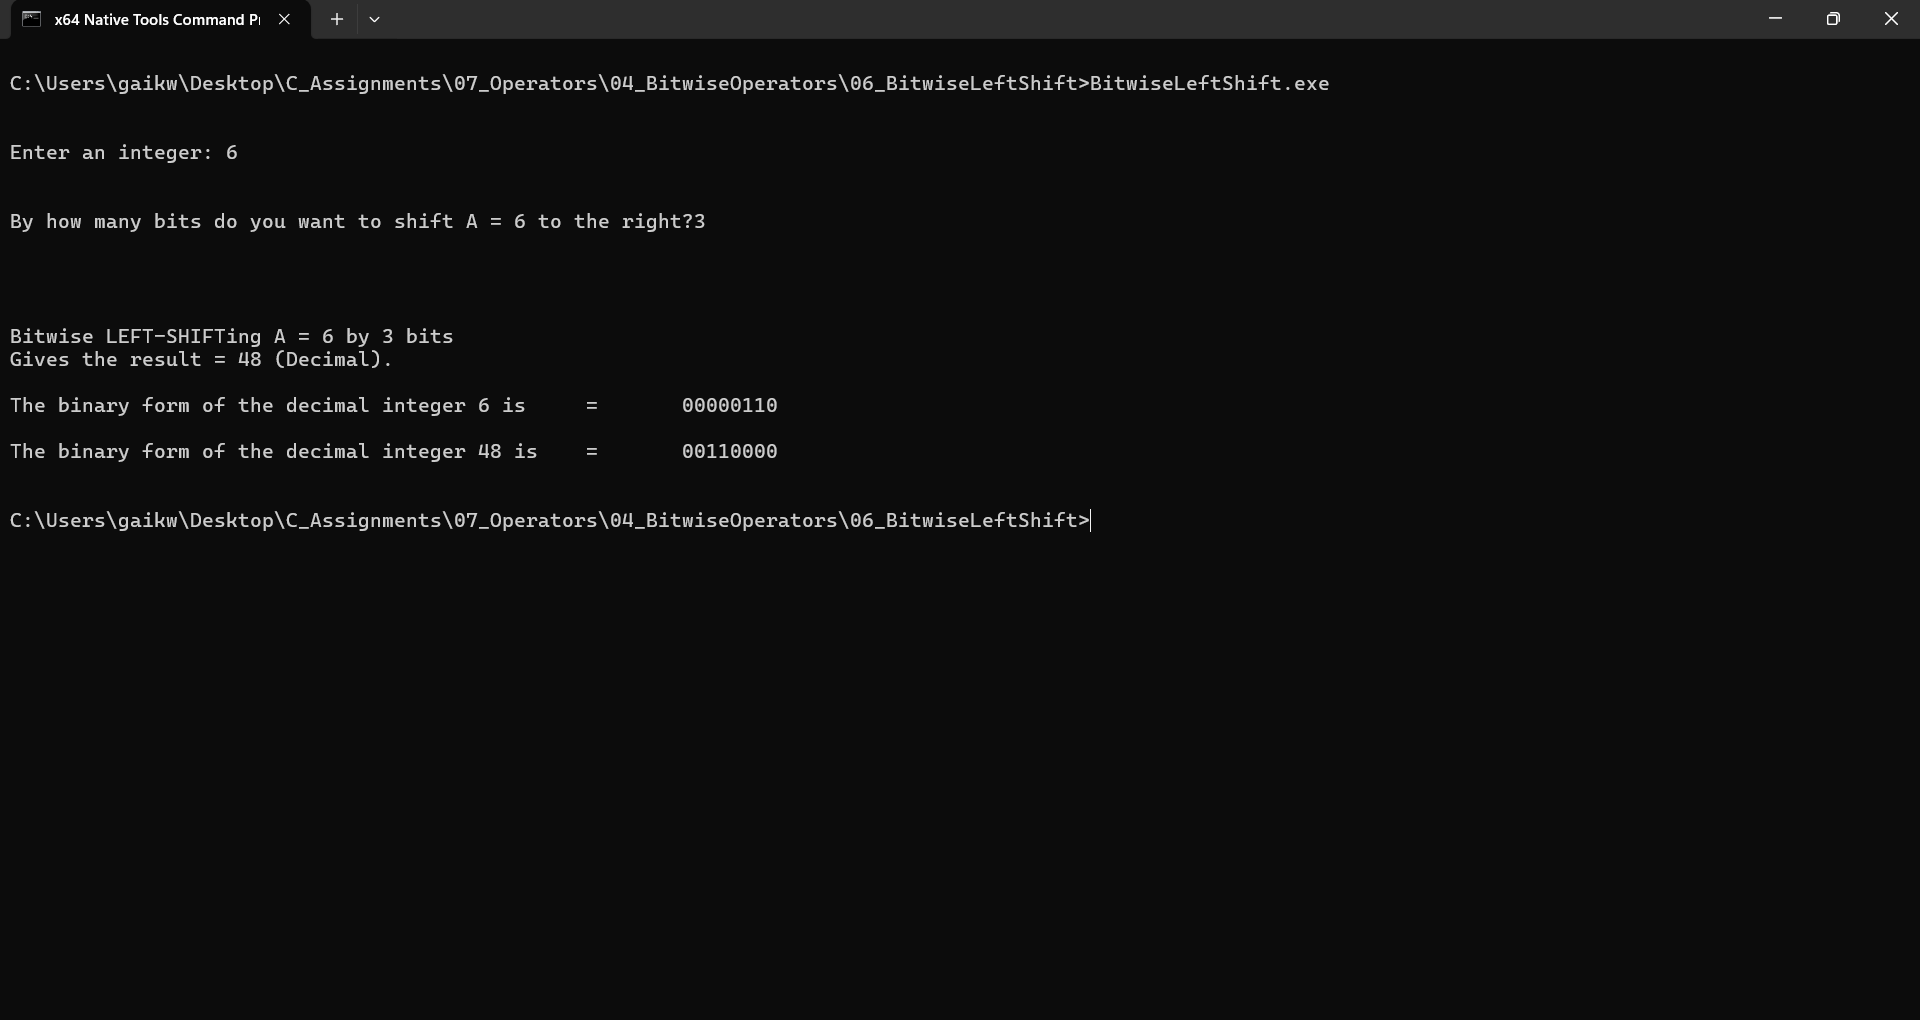 x64 Native Tools Command P
C:\Users\gaikw\Desktop\C_Assignments\07_Operators\04_BitwiseOperators\06_BitwiseLeftShift>BitwiseLeftShift.exe
Enter an integer: 6
By how many bits do you want to shift A = 6 to the right?3
Bitwise LEFT-SHIFTing A = 6 by 3 bits
Gives the result = 48 (Decimal).
The binary form of the decimal integer 6 is = 00000110
The binary form of the decimal integer 48 is = 00110000
C:\Users\gaikw\Desktop\C_Assignments\07_Operators\04_BitwiseOperators\06_BitwiseLeftShift>